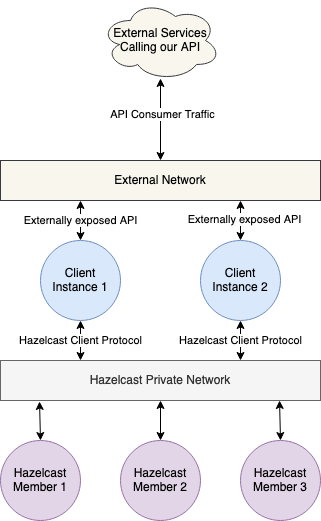 External Services
Calling our API
API Consumer Traffic
External Network
Externally exposed API
Externally exposed API
Client
Instance 1
Client
Instance 2
Hazelcast Client Protocol
Hazelcast Client Protocol
Hazelcast Private Network
Hazelcast
Member 1
Hazelcast
Member 2
Hazelcast
Member 3